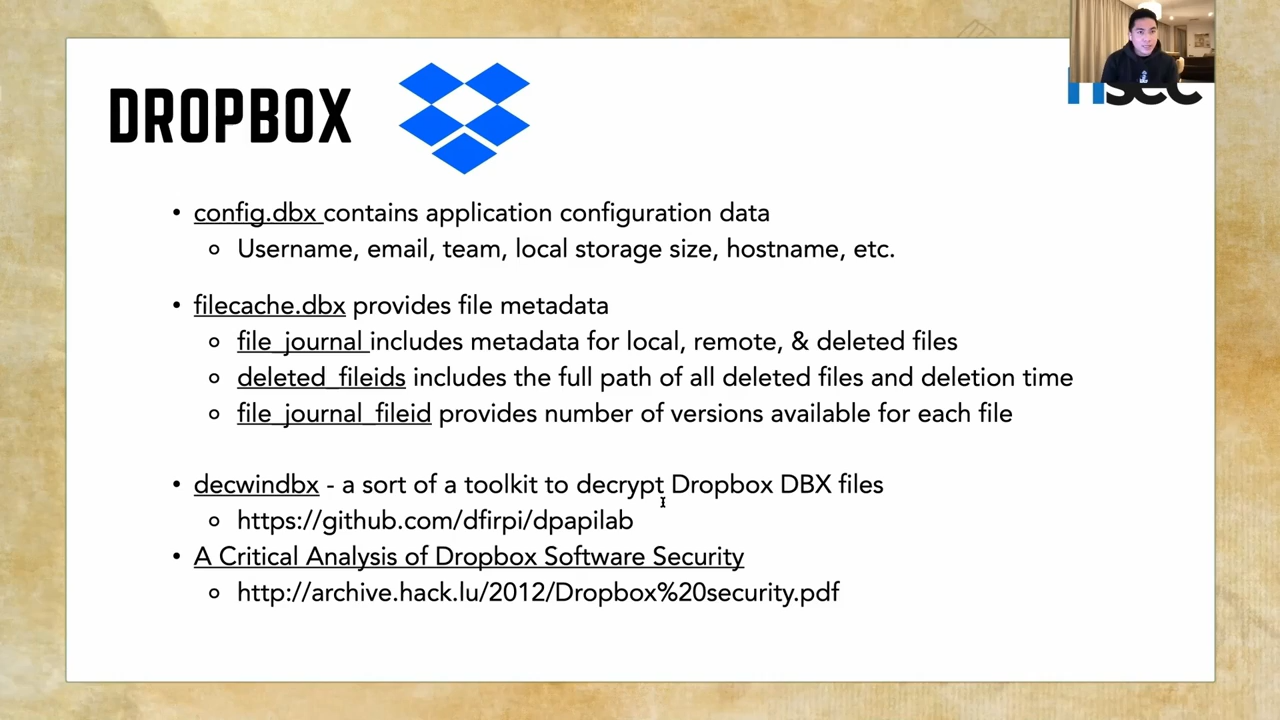 DROPBOX
nsec
• config.dbx contains application configuration data
o Username, email, team, local storage size, hostname, etc.
• filecache.dbx provides file metadata
o file_journal includes metadata for local, remote, & deleted files
o deleted_fileids includes the full path of all deleted files and deletion time
o file_journal_fileid provides number of versions available for each file
• decwindbx - a sort of a toolkit to decrypt Dropbox DBX files
o https://github.com/dfirpi/dpapilab
• A Critical Analysis of Dropbox Software Security
o http://archive.hack.lu/2012/Dropbox%20security.pdf